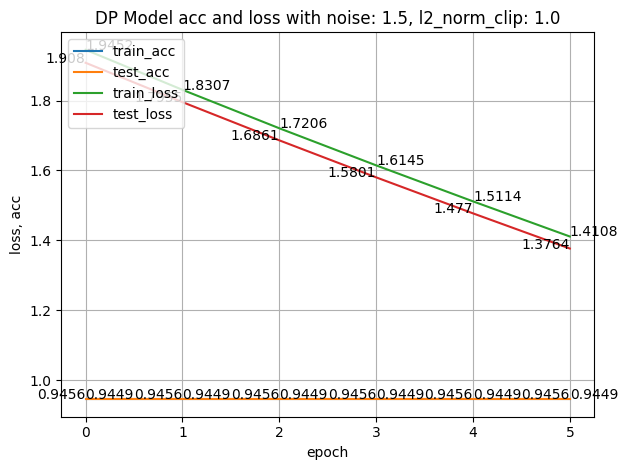 DP Model acc and loss with noise: 1.5, l2_norm_clip: 1.0
train_acc
test_acc
train_loss
test_loss
1.9452
1.908
1.8307
1.7206
1.6861
1.6145
1.5801
1.5114
1.477
1.4108
1.3764
0.9456 0.9449 0.9456 0.9449 0.9456 0.9449 0.9456 0.9449 0.9456 0.9449 0.9456 0.9449
1.8
1.6
1.4
1.2
1.0
loss, acc
0 1 2 3 4 5
epoch